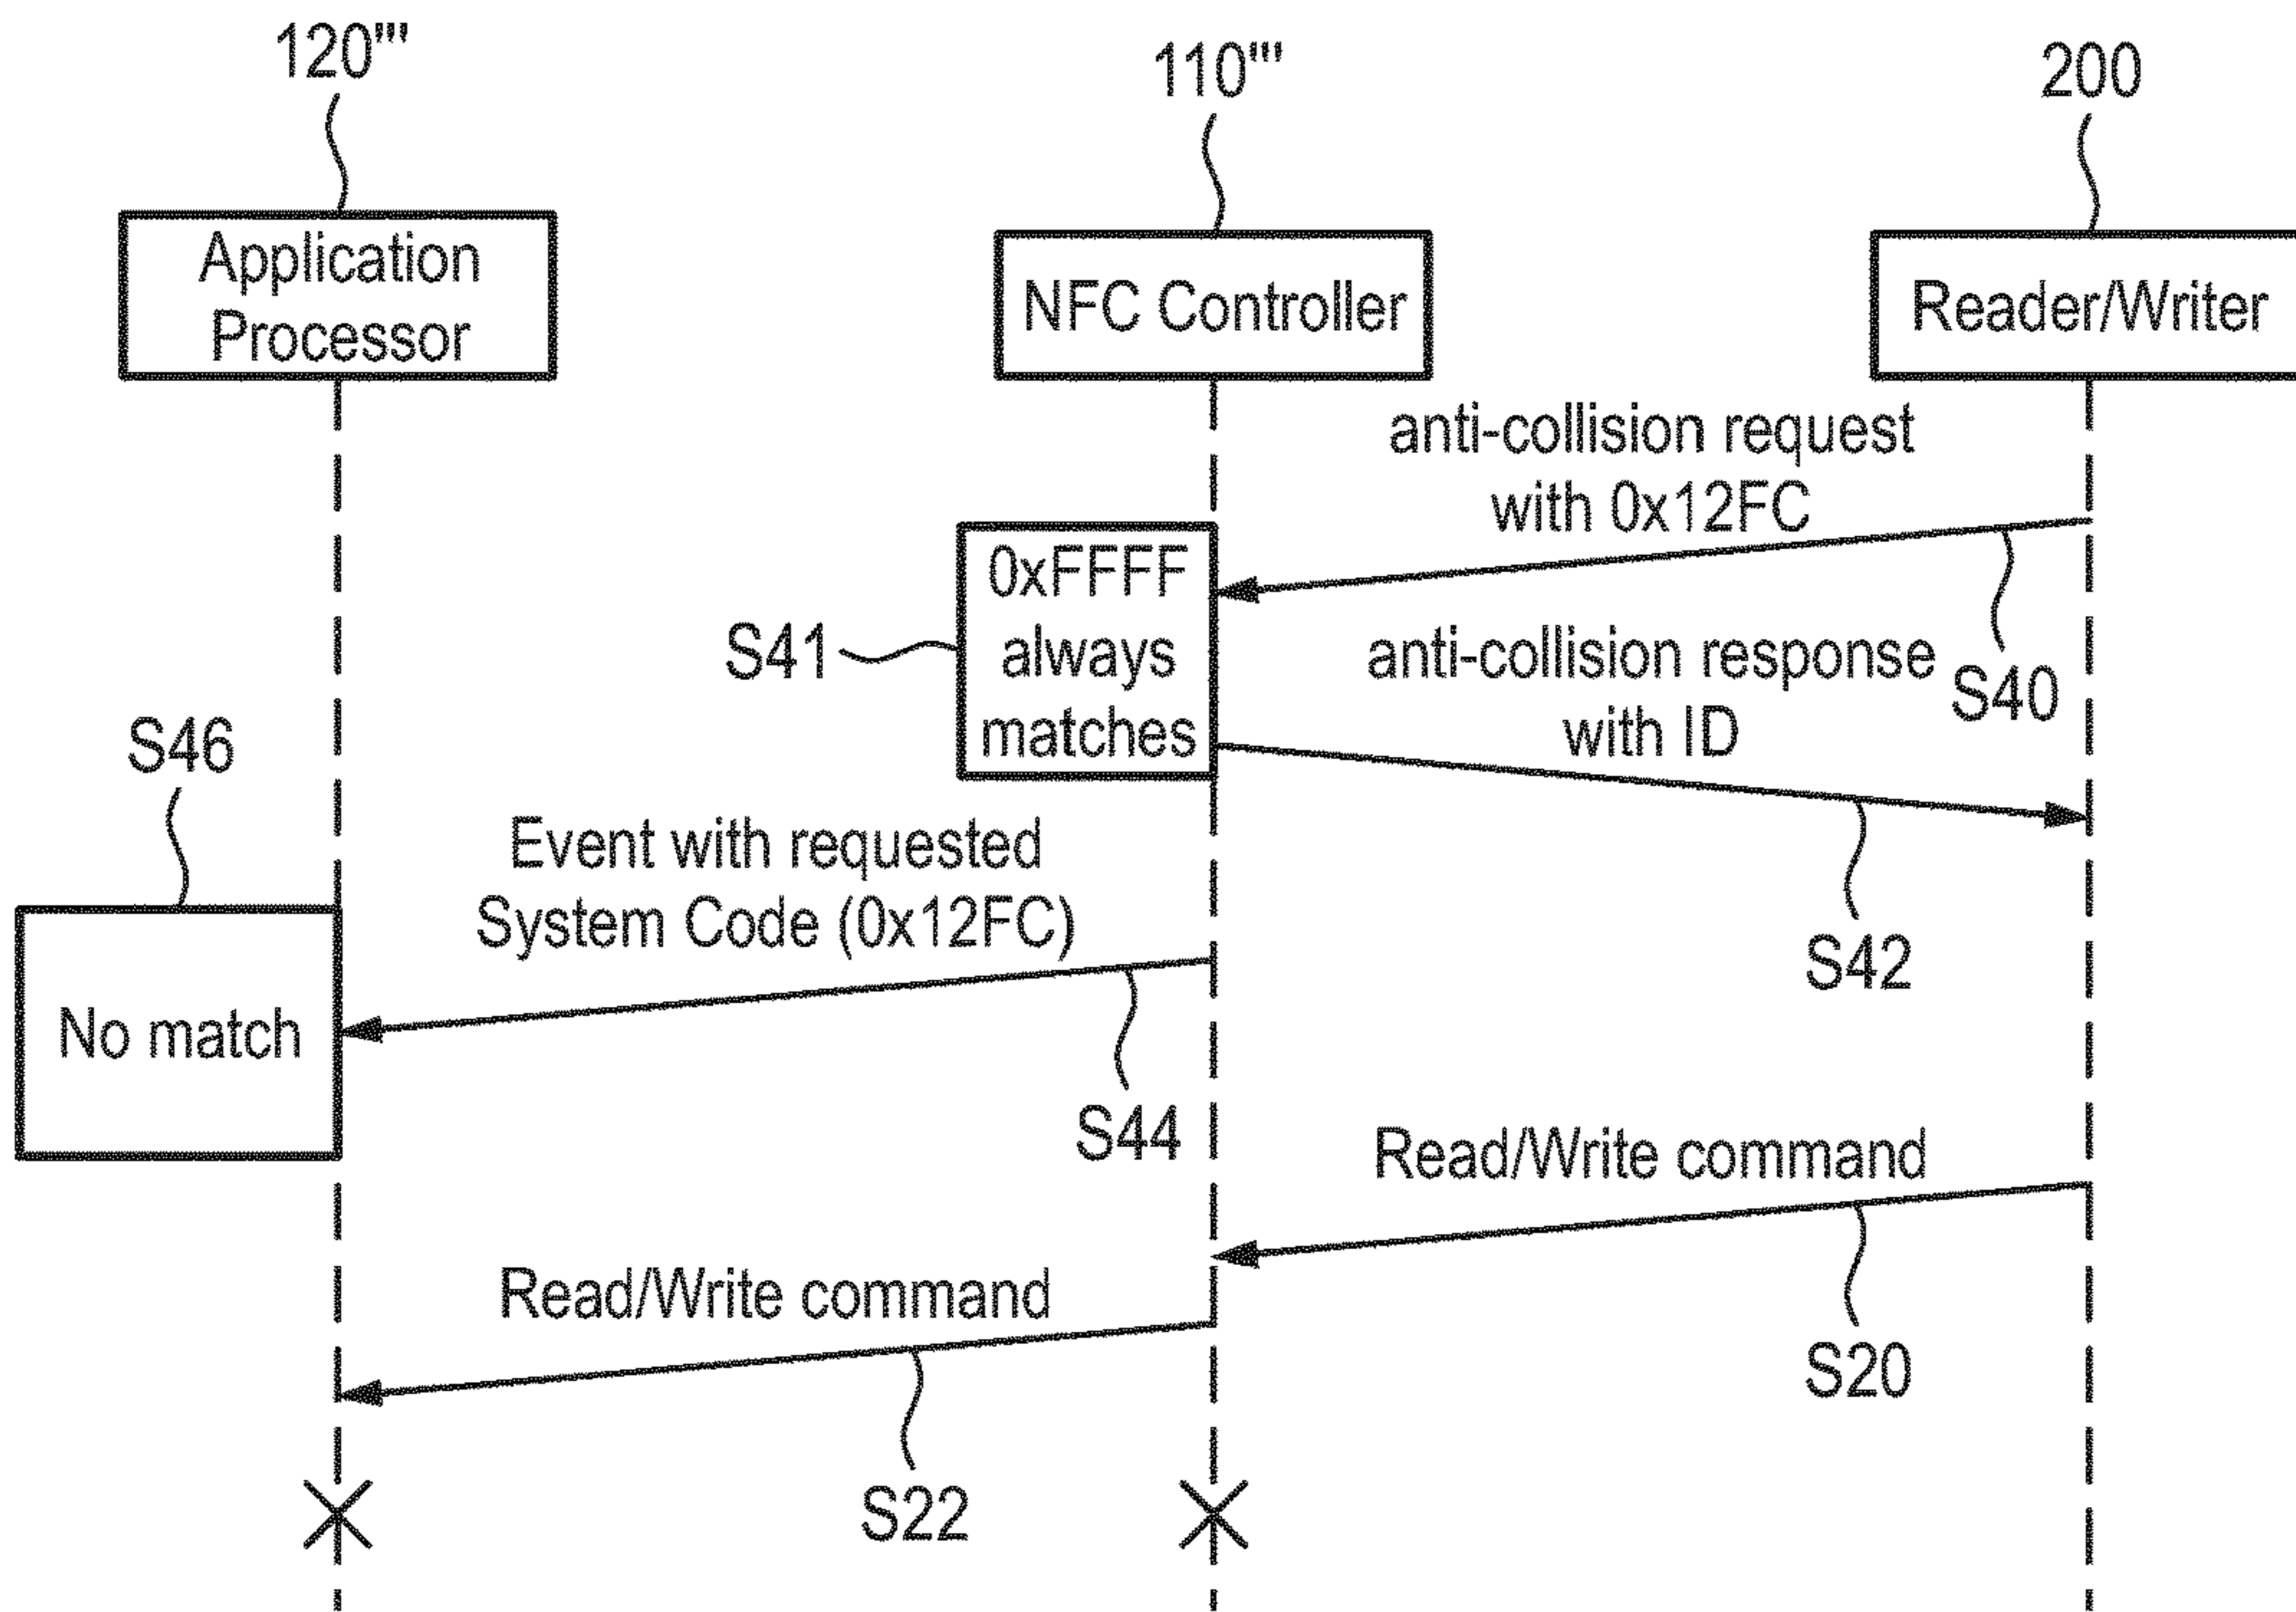 120'''
110'''
200
Application
Processor
NFC Controller
Reader/Writer
anti-collision request
with 0x12FC
0xFFFF
always
matches
S41
anti-collision response
with ID
S40
S46
Event with requested
System Code (0x12FC)
S42
No match
S44
Read/Write command
Read/Write command
S20
S22